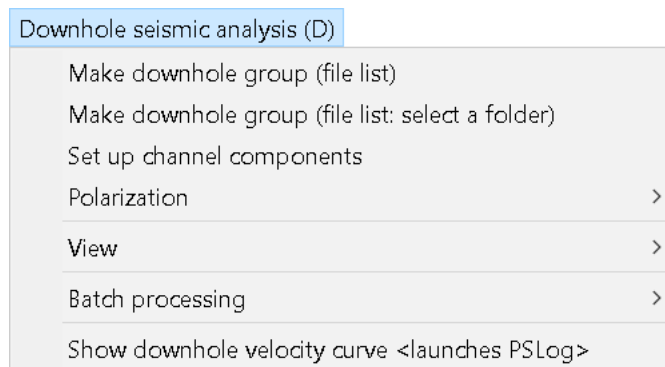 Downhole seismic analysis (D)
Make downhole group (file list)
Make downhole group (file list: select a folder)
Set up channel components
Polarization
View
Batch processing
Show downhole velocity curve <launches PSLog>